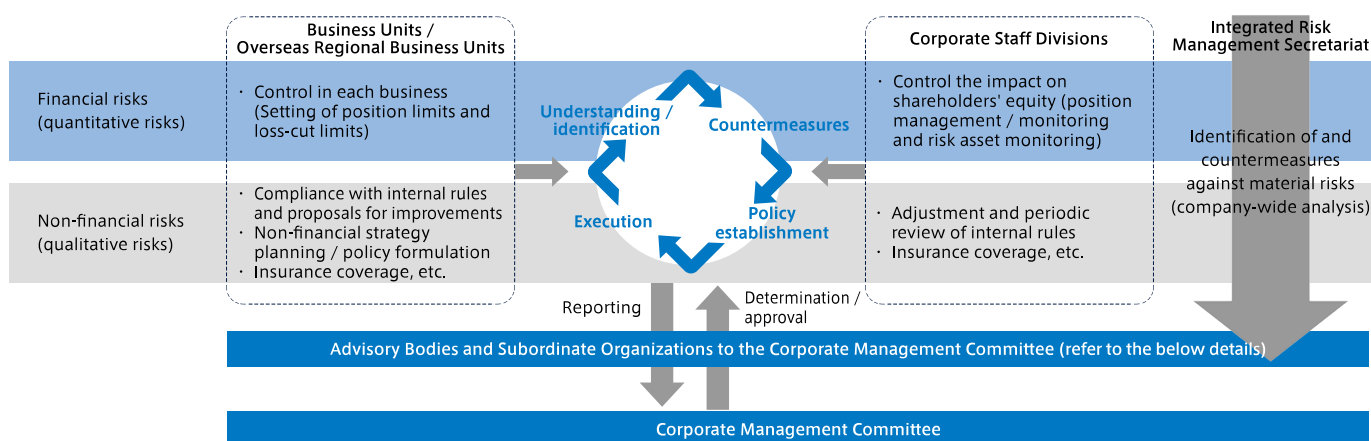 Business Units /
Overseas Regional Business Units
Corporate Staff Divisions
Integrated Risk
Management Secretariat
Financial risks
(quantitative risks)
・ Control in each business
(Setting of position limits and
loss-cut limits)
Understanding /
identification
Countermeasures
・ Control the impact on
shareholders' equity (position
management / monitoring
and risk asset monitoring)
Identification of and
countermeasures
against material risks
(company-wide analysis)
Non-financial risks
(qualitative risks)
・ Compliance with internal rules
and proposals for improvements
・ Non-financial strategy
planning / policy formulation
・ Insurance coverage, etc.
Execution
Policy
establishment
・ Adjustment and periodic
review of internal rules
・ Insurance coverage, etc.
Reporting
Determination /
approval
Advisory Bodies and Subordinate Organizations to the Corporate Management Committee (refer to the below details)
Corporate Management Committee